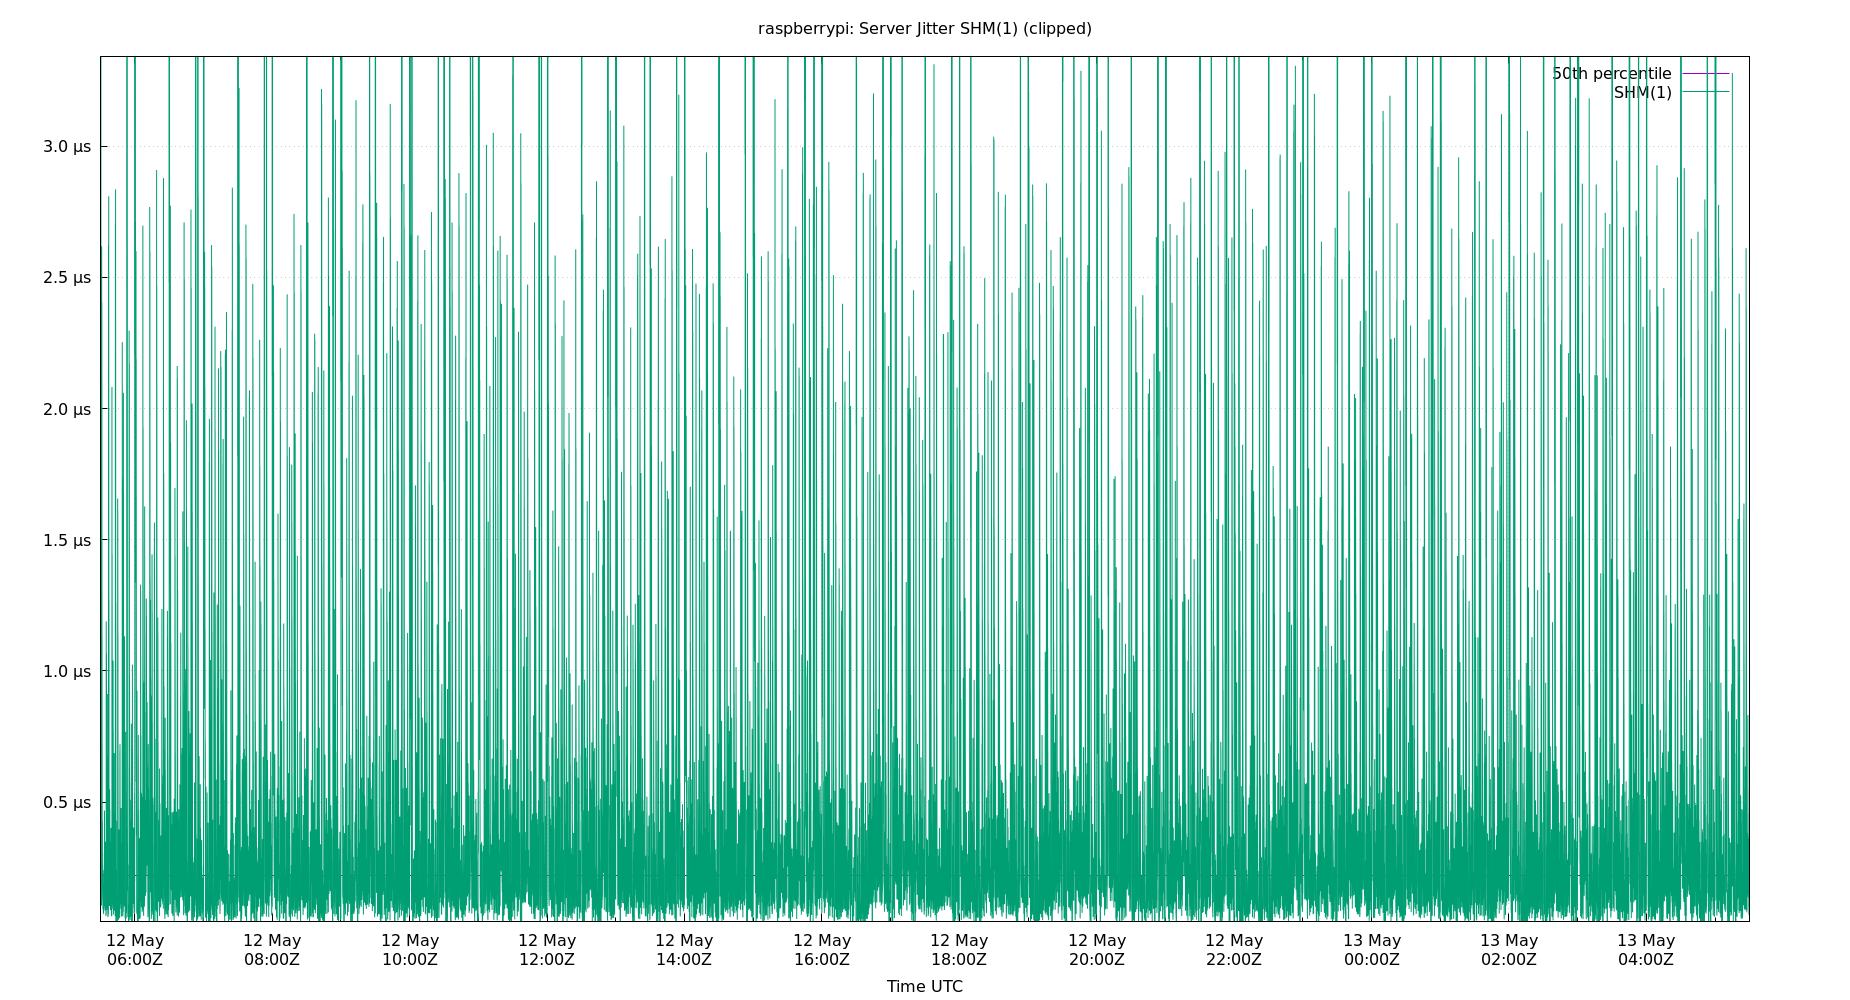 raspberrypi: Server Jitter SHM(1) (clipped)
50th percentile
SHM(1)
3.0 µs
2.5 µs
2.0 µs
1.5 µs
1.0 µs
0.5 µs
12 May 12 May 12 May 12 May 12 May 12 May 12 May 12 May 12 May 13 May 13 May 13 May
06:00Z 08:00Z 10:00Z 12:00Z 14:00Z 16:00Z 18:00Z 20:00Z 22:00Z 00:00Z 02:00Z 04:00Z
Time UTC